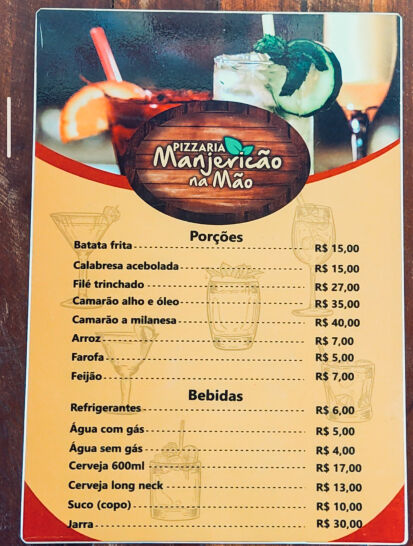 PIZZARIA
Manjericão
na Mão
Porções
Batata frita R$ 15,00
Calabresa acebolada R$ 15,00
Filé trinchado R$ 27,00
Camarão alho e óleo R$ 35,00
Camarão a milanesa R$ 40,00
Arroz R$ 7,00
Farofa R$ 5,00
Feijão R$ 7,00
Bebidas
Refrigerantes R$ 6,00
Água com gás R$ 5,00
Água sem gás R$ 4,00
Cerveja 600ml R$ 17,00
Cerveja long neck R$ 13,00
Suco (copo) R$ 10,00
Jarra R$ 30,00